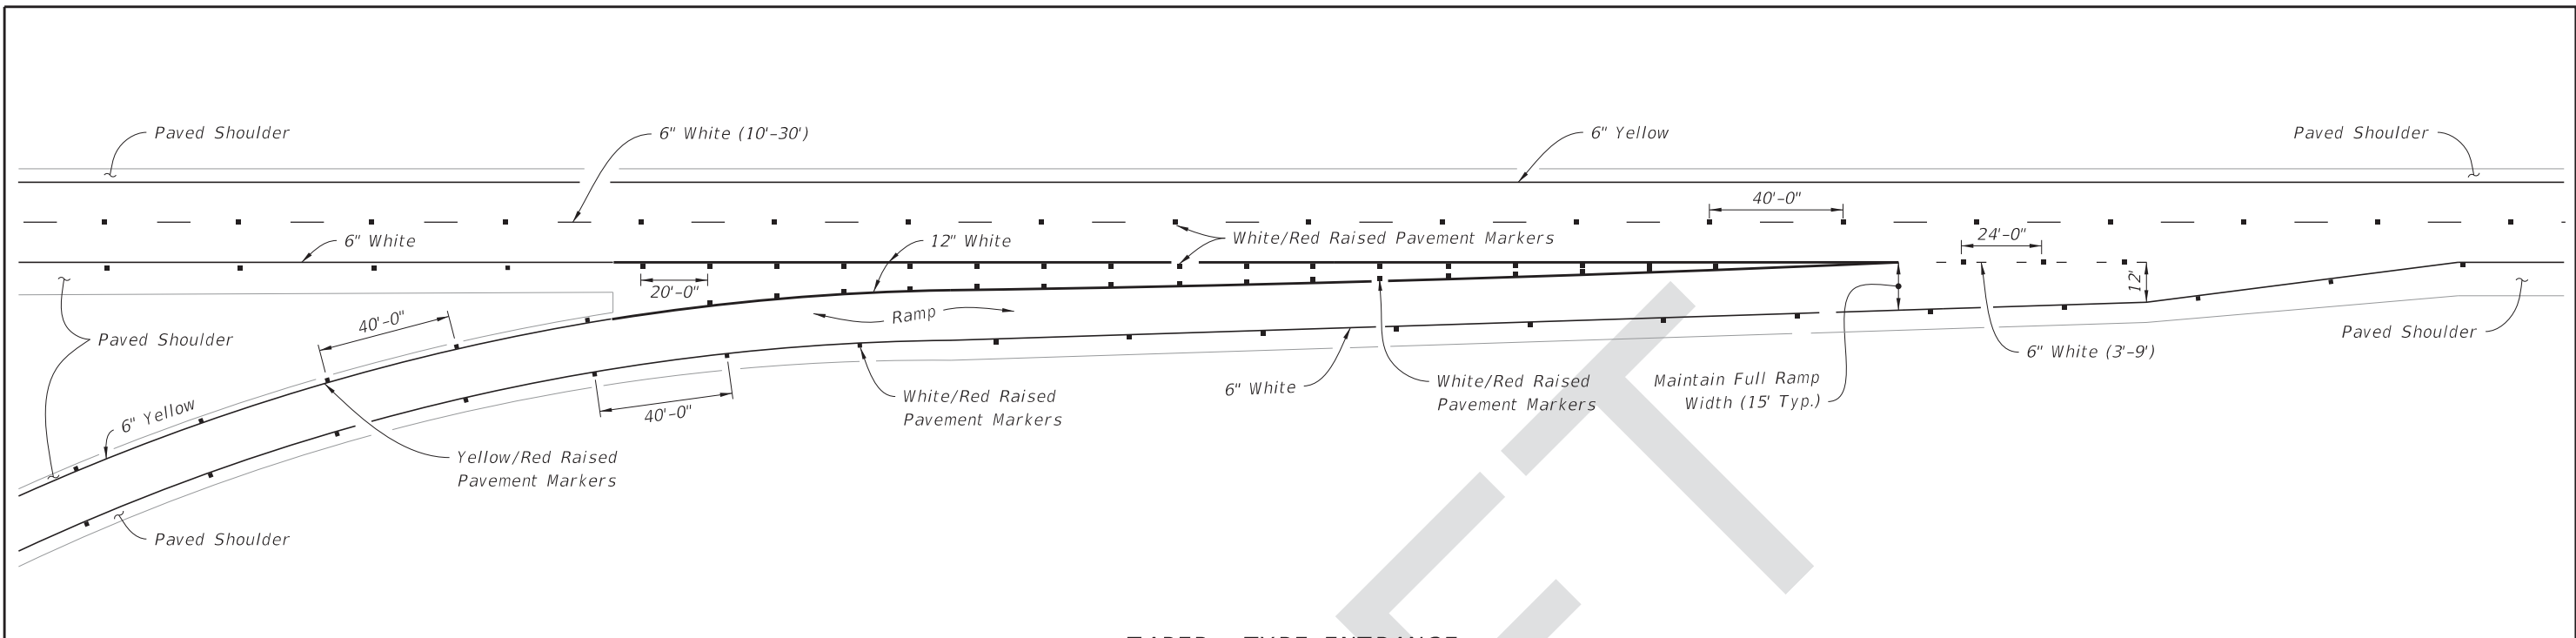 Paved Shoulder
6" White (10'-30')
6" Yellow
Paved Shoulder
40'-0"
6" White
12" White
White/Red Raised Pavement Markers
24'-0"
20'-0"
12'
40'-0"
Ramp
Paved Shoulder
Paved Shoulder
6" White (3'-9')
6" Yellow
40'-0"
White/Red Raised
Pavement Markers
6" White
White/Red Raised
Pavement Markers
Maintain Full Ramp
Width (15' Typ.)
Yellow/Red Raised
Pavement Markers
Paved Shoulder
TAPER - TYPE ENTRANCE